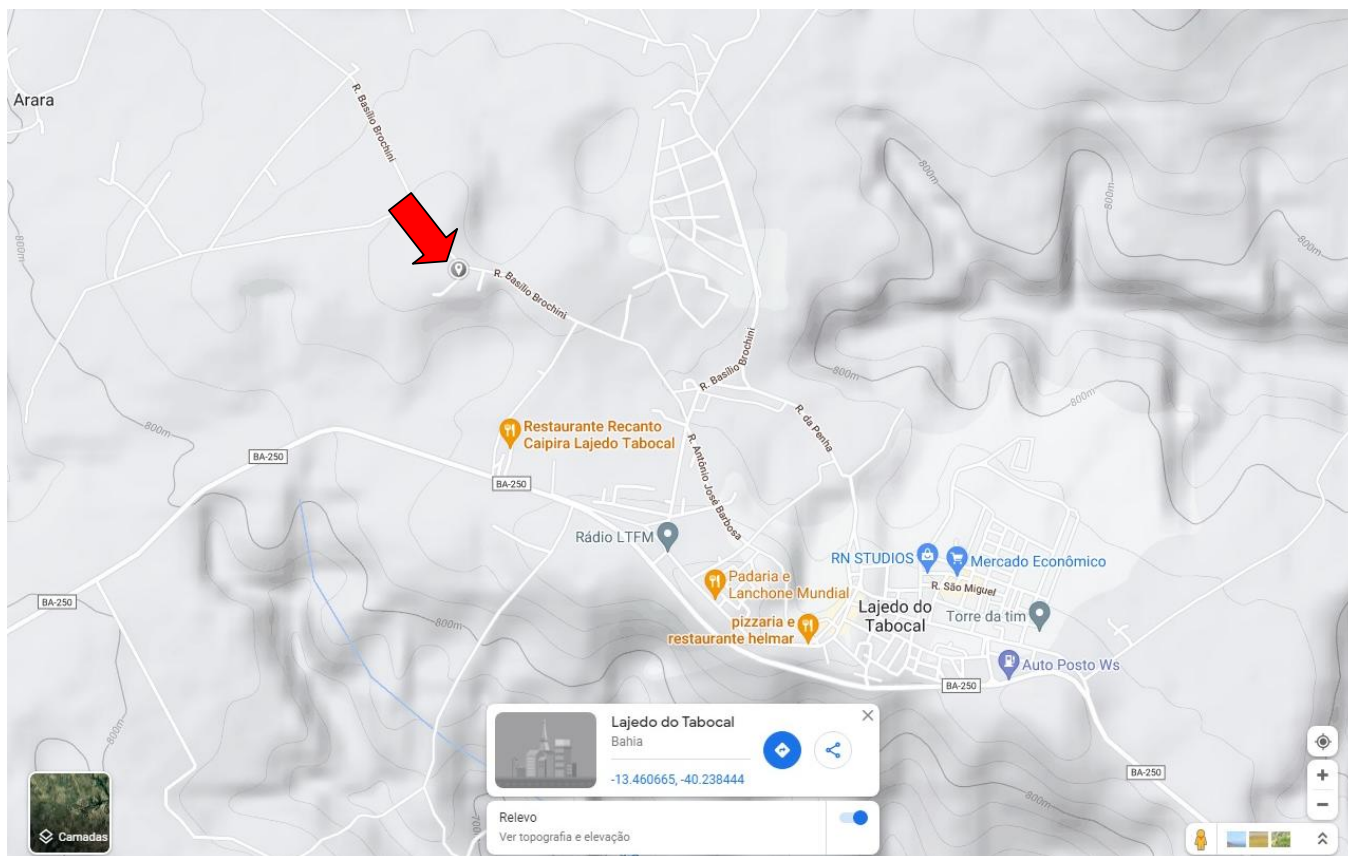 Arara
R. Basílio Brochini
800m
800m
800m
800m
R. Basílio Brochini
R. Basílio Brochini
800m
800m
R. da Penha
800m
Restaurante Recanto
Caipira Lajedo Tabocal
BA-250
BA-250
R. Antônio José Barbosa
Rádio LTFM
RN STUDIOS
Mercado Econômico
Padaria e
Lanchone Mundial
R. São Miguel
BA-250
Lajedo do
Tabocal
Torre da tim
pizzaria e
restaurante helmar
800m
Auto Posto Ws
BA-250
800m
Lajedo do Tabocal
Bahia
-13.460665, -40.238444
BA-250
800m
Relevo
Ver topografia e elevação
700m
Camadas